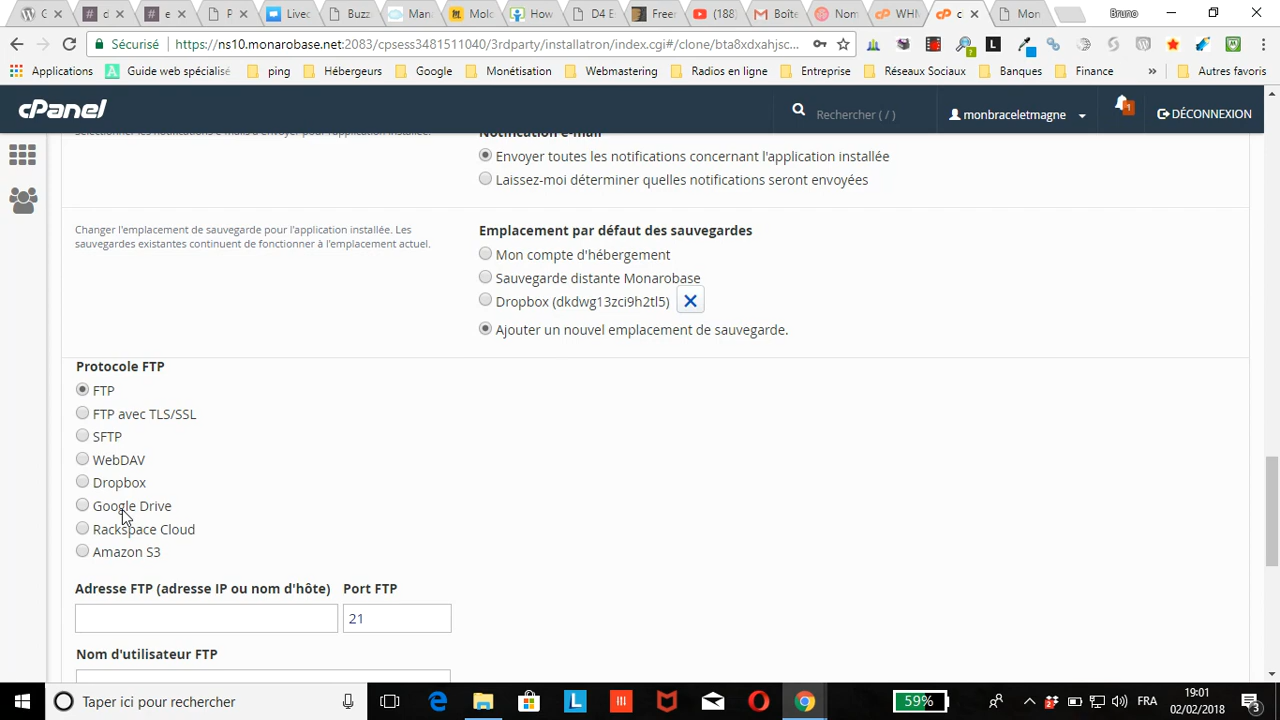 Bruno
Sécurisé https://ns10.monarobase.net:2083/cpsess3481511040/3rdparty/installatron/index.cgi#/clone/bta8xdxahjsc...
Applications Guide web spécialisé ping Hébergeurs Google Monétisation Webmastering Radios en ligne Entreprise Réseaux Sociaux Banques Finance » Autres favoris
cPanel Rechercher ( / ) monbraceletmagne 1 DÉCONNEXION
Notification e-mail
Envoyer toutes les notifications concernant l'application installée
Laissez-moi déterminer quelles notifications seront envoyées
Changer l'emplacement de sauvegarde pour l'application installée. Les
sauvegardes existantes continuent de fonctionner à l'emplacement actuel.
Emplacement par défaut des sauvegardes
Mon compte d'hébergement
Sauvegarde distante Monarobase
Dropbox (dkdwg13zci9h2tl5)
Ajouter un nouvel emplacement de sauvegarde.
Protocole FTP
FTP
FTP avec TLS/SSL
SFTP
WebDAV
Dropbox
Google Drive
Rackspace Cloud
Amazon S3
Adresse FTP (adresse IP ou nom d'hôte) Port FTP
21
Nom d'utilisateur FTP
Taper ici pour rechercher 59% FRA 19:01
02/02/2018 3